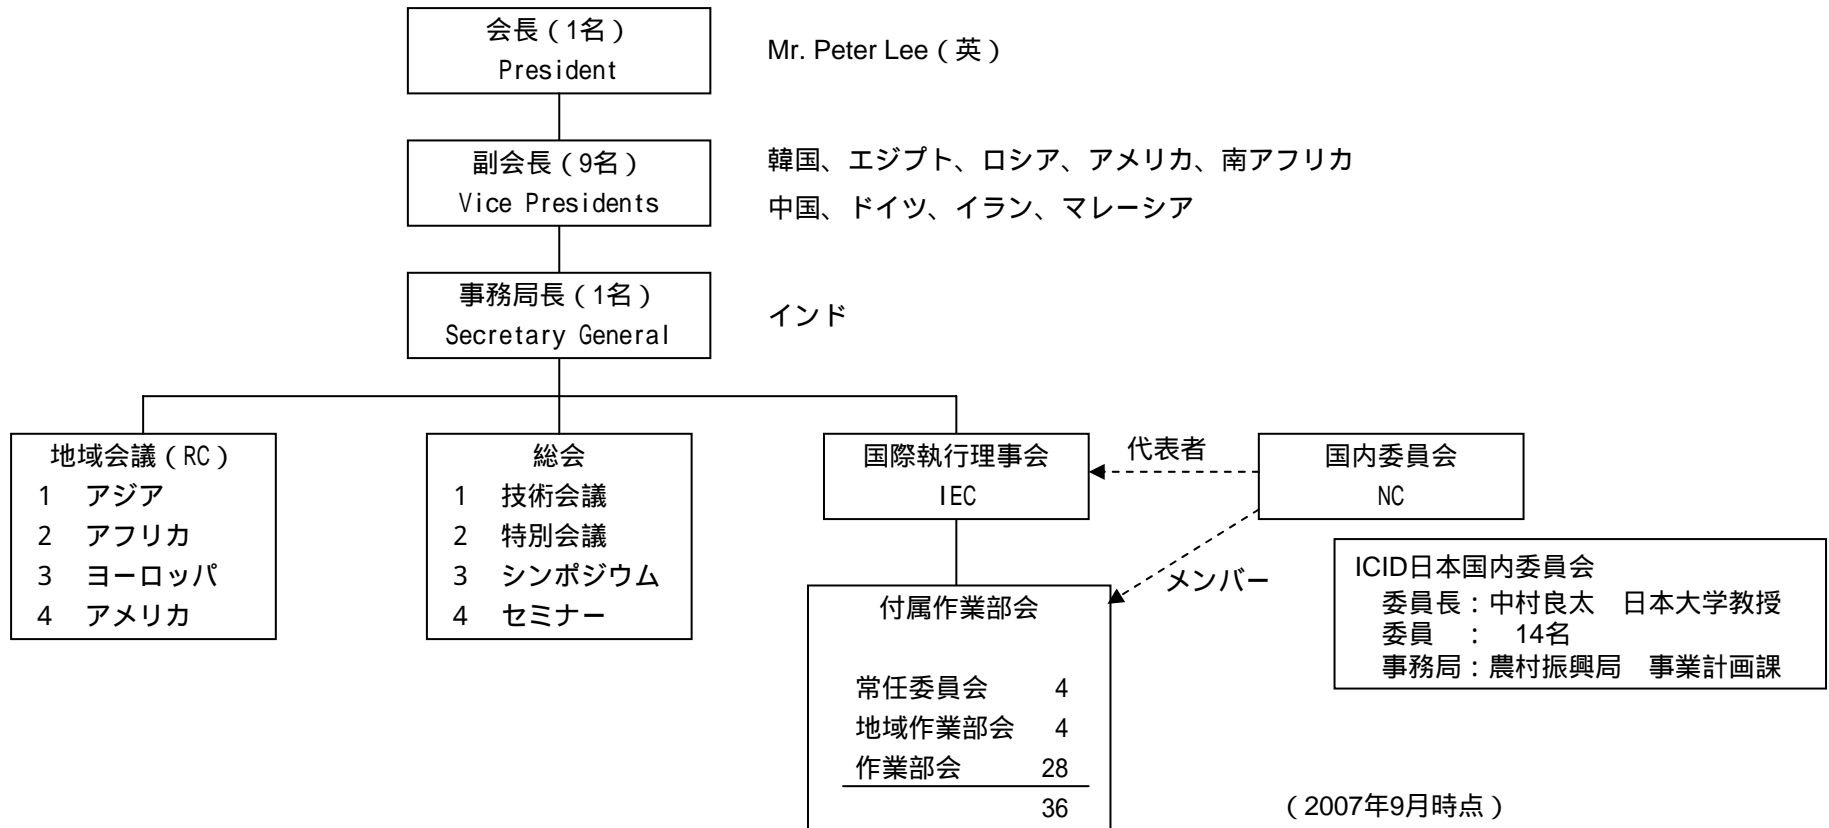 会長（1名）
President
Mr. Peter Lee（英）
副会長（9名）
Vice Presidents
韓国、エジプト、ロシア、アメリカ、南アフリカ
中国、ドイツ、イラン、マレーシア
事務局長（1名）
Secretary General
インド
地域会議（RC）
1　アジア
2　アフリカ
3　ヨーロッパ
4　アメリカ
総会
1　技術会議
2　特別会議
3　シンポジウム
4　セミナー
国際執行理事会
IEC
代表者
国内委員会
NC
メンバー
付属作業部会
常任委員会　4
地域作業部会　4
作業部会　28
36
ICID日本国内委員会
委員長：中村良太　日本大学教授
委員　：　14名
事務局：農村振興局　事業計画課
（2007年9月時点）